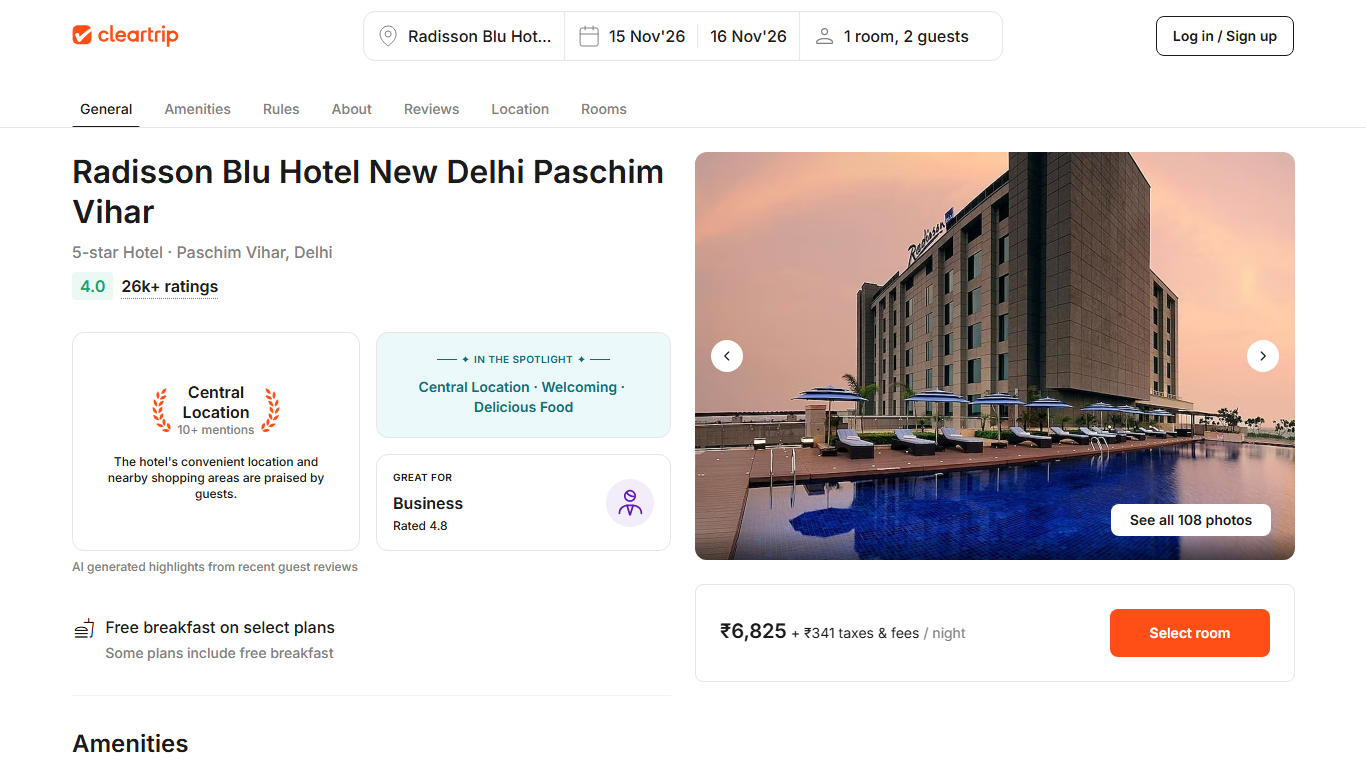 cleartrip
Radisson Blu Hot...
15 Nov'26
16 Nov'26
1 room, 2 guests
Log in / Sign up
General
Amenities
Rules
About
Reviews
Location
Rooms
Radisson Blu Hotel New Delhi Paschim
Vihar
5-star Hotel · Paschim Vihar, Delhi
4.0
26k+ ratings
Central
Location
10+ mentions
The hotel's convenient location and
nearby shopping areas are praised by
guests.
IN THE SPOTLIGHT
Central Location · Welcoming ·
Delicious Food
GREAT FOR
Business
Rated 4.8
AI generated highlights from recent guest reviews
Free breakfast on select plans
Some plans include free breakfast
Amenities
Radisson
BLU
See all 108 photos
₹6,825 + ₹341 taxes & fees / night
Select room